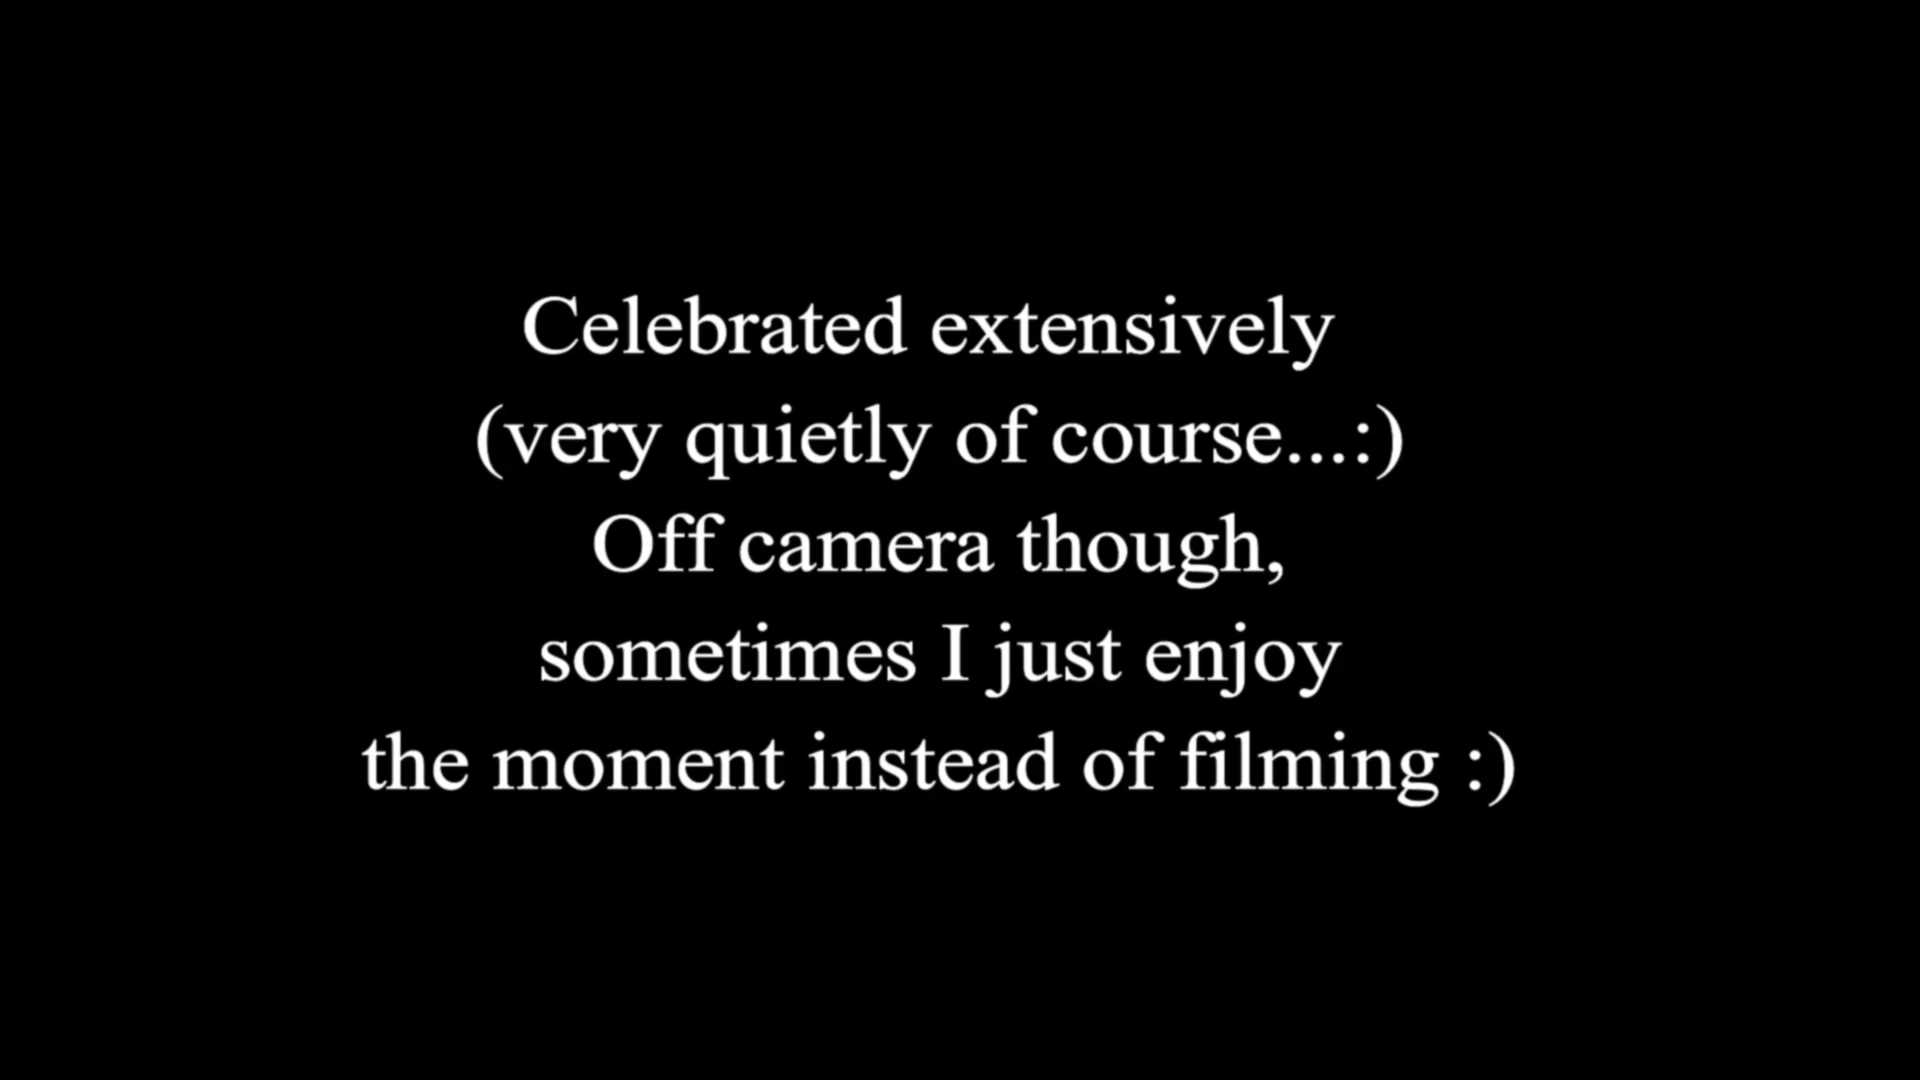 Celebrated extensively
(very quietly of course...:)
Off camera though,
sometimes I just enjoy
the moment instead of filming :)